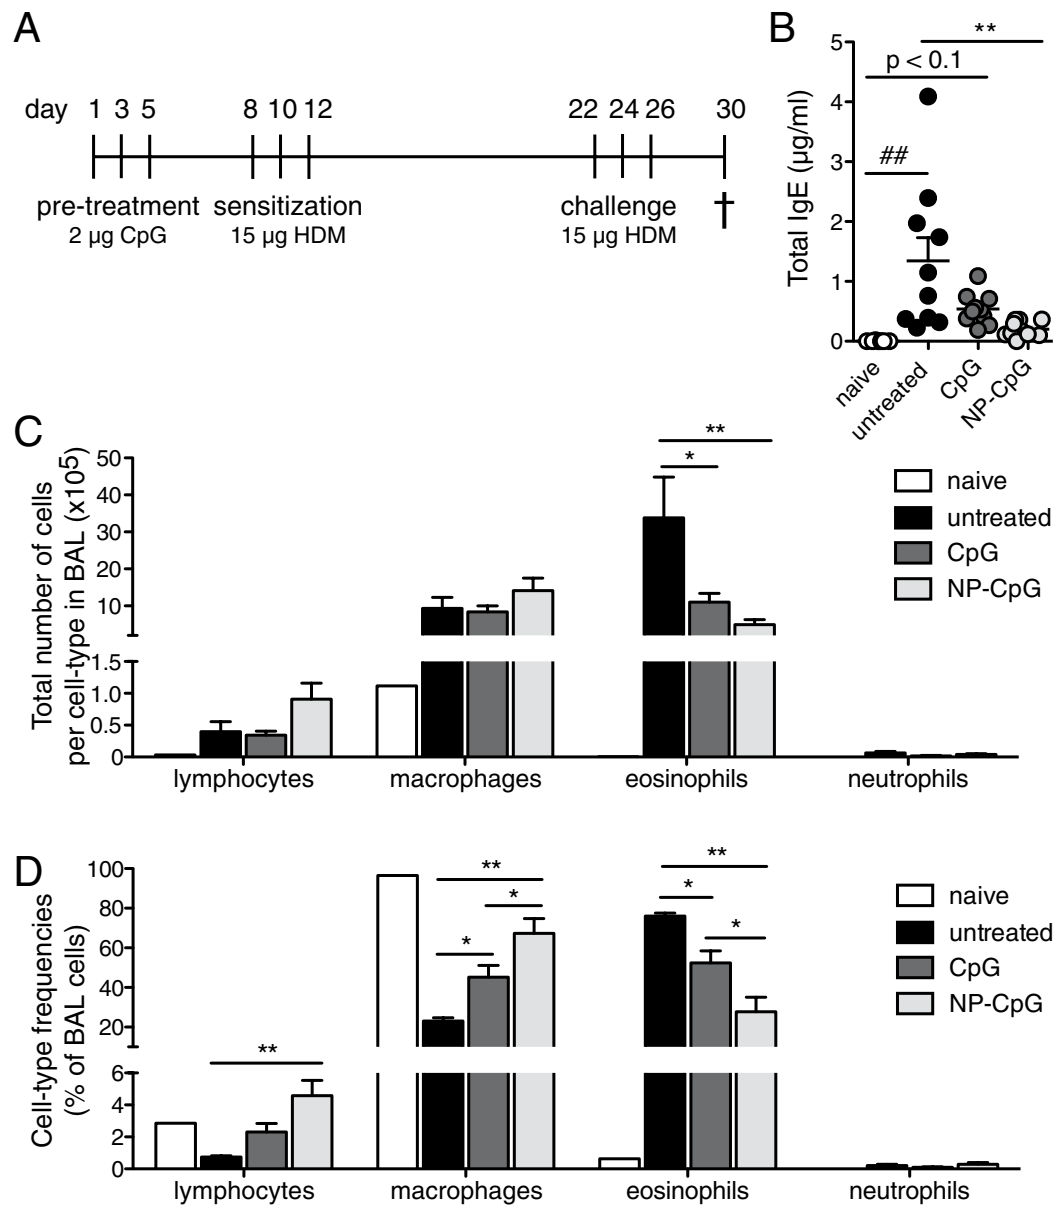 A
day 1 3 5 8 10 12 22 24 26 30
pre-treatment sensitization challenge †
2 µg CpG 15 µg HDM 15 µg HDM
B
Total IgE (µg/ml)
5
4
3
2
1
0
**
p < 0.1
##
naive
untreated
CpG
NP-CpG
C
Total number of cells
per cell-type in BAL (x10⁵)
50
40
30
20
10
1.5
1.0
0.5
0
**
*
lymphocytes macrophages eosinophils neutrophils
naive
untreated
CpG
NP-CpG
D
Cell-type frequencies
(% of BAL cells)
100
80
60
40
20
6
4
2
0
**
**
*
*
**
*
*
lymphocytes macrophages eosinophils neutrophils
naive
untreated
CpG
NP-CpG